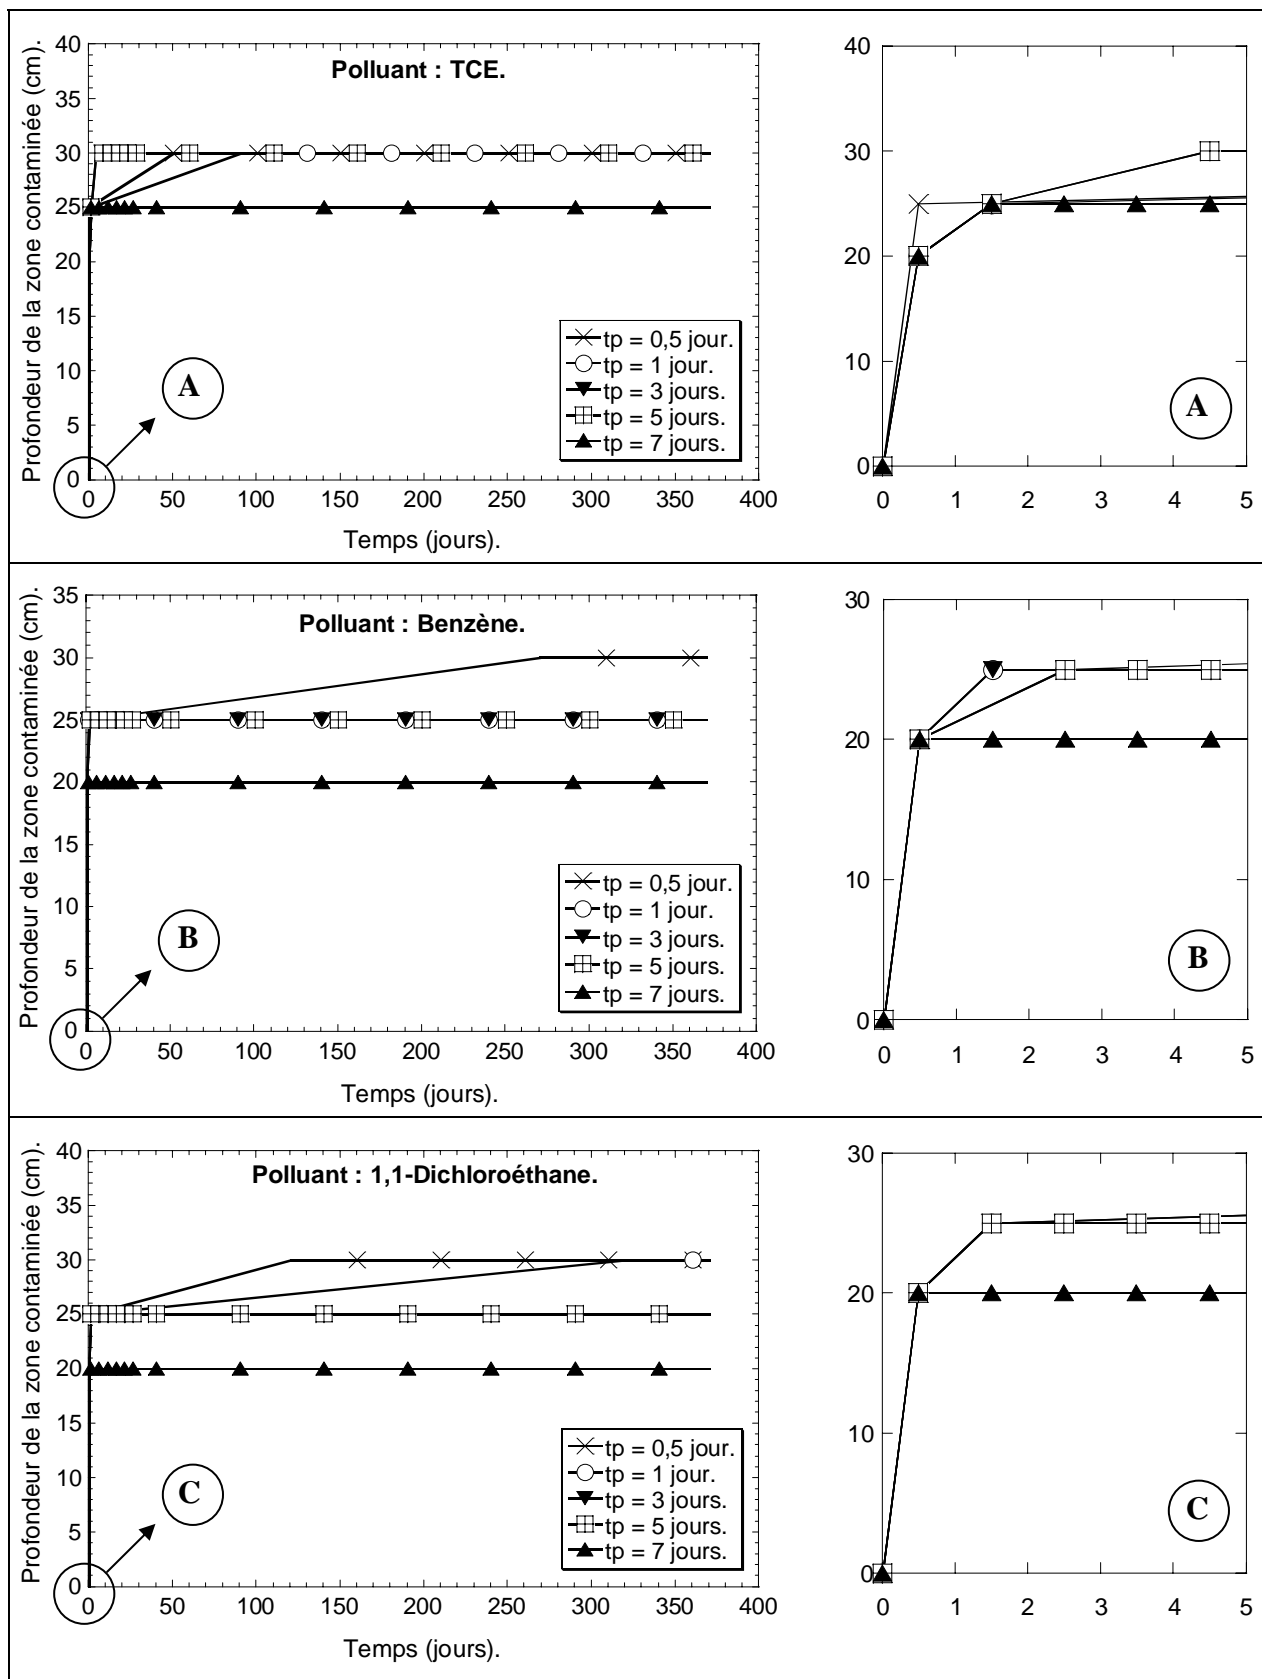 Polluant : TCE.
Profondeur de la zone contaminée (cm).
40
35
30
25
20
15
10
5
0
0 50 100 150 200 250 300 350 400
Temps (jours).
tp = 0,5 jour.
tp = 1 jour.
tp = 3 jours.
tp = 5 jours.
tp = 7 jours.
A
40
30
20
10
0
0 1 2 3 4 5
A
Polluant : Benzène.
Profondeur de la zone contaminée (cm).
35
30
25
20
15
10
5
0
0 50 100 150 200 250 300 350 400
Temps (jours).
tp = 0,5 jour.
tp = 1 jour.
tp = 3 jours.
tp = 5 jours.
tp = 7 jours.
B
30
20
10
0
0 1 2 3 4 5
B
Polluant : 1,1-Dichloroéthane.
Profondeur de la zone contaminée (cm).
40
35
30
25
20
15
10
5
0
0 50 100 150 200 250 300 350 400
Temps (jours).
tp = 0,5 jour.
tp = 1 jour.
tp = 3 jours.
tp = 5 jours.
tp = 7 jours.
C
30
20
10
0
0 1 2 3 4 5
C